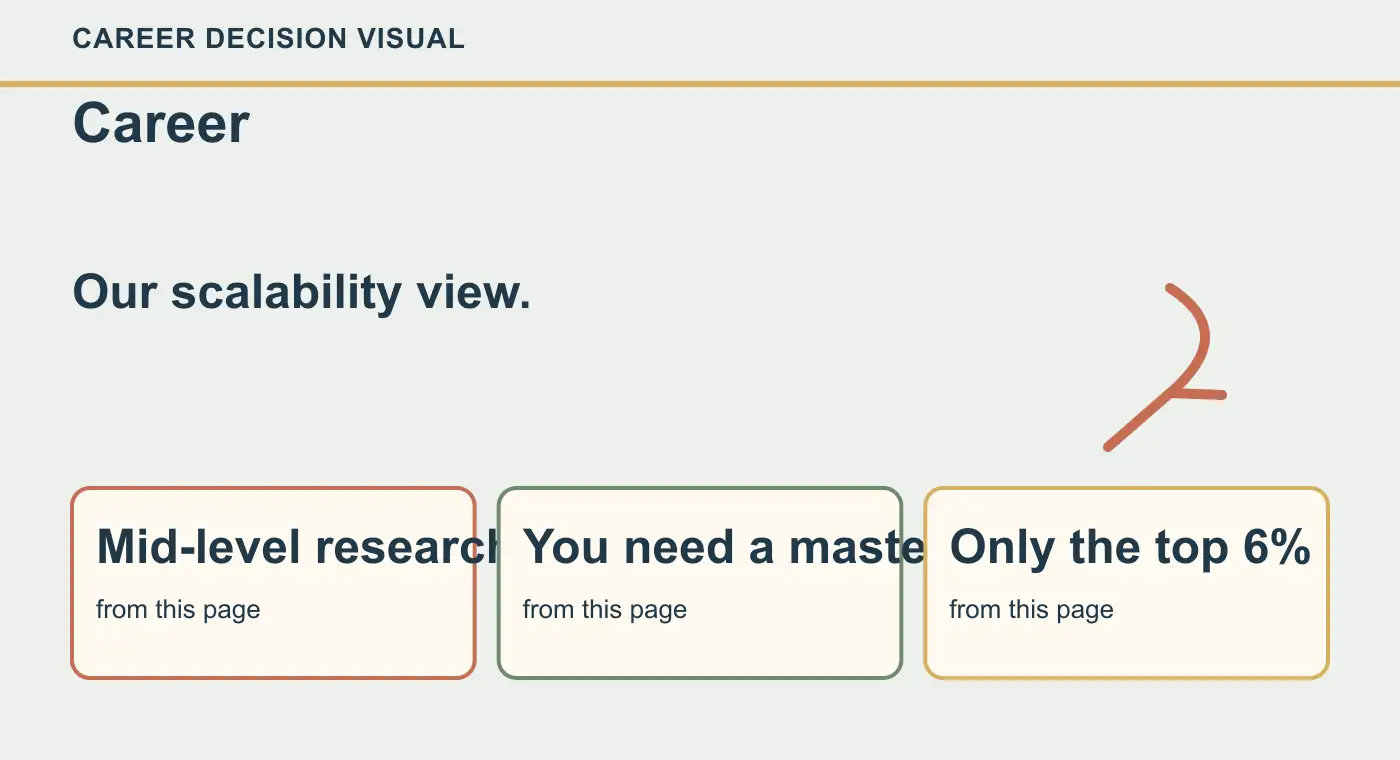 CAREER DECISION VISUAL
Career
Our scalability view.
Mid-level research
You need a maste
Only the top 6%
from this page
from this page
from this page